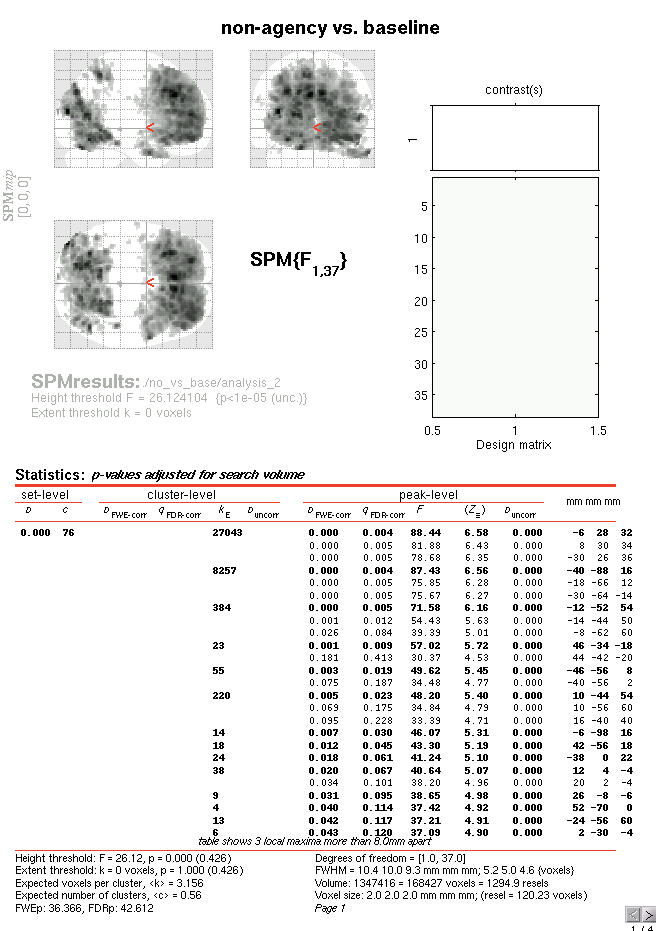 non-agency vs. baseline
contrast(s)
1
SPMmip
[0, 0, 0]
SPM{F1,37}
5
10
15
20
25
30
35
0.5 1 1.5
Design matrix
SPMresults: ./no_vs_base/analysis_2
Height threshold F = 26.124104 {p<1e-05 (unc.)}
Extent threshold k = 0 voxels
Statistics: p-values adjusted for search volume
set-level cluster-level peak-level mm mm mm
p c pFWE-corr qFDR-corr kE puncorr pFWE-corr qFDR-corr F (Z≡) puncorr
0.000 76 27043 0.000 0.004 88.44 6.58 0.000 -6 28 32
0.000 0.005 81.88 6.43 0.000 8 30 34
0.000 0.005 78.68 6.35 0.000 -30 26 36
8257 0.000 0.004 87.43 6.56 0.000 -40 -88 16
0.000 0.005 75.85 6.28 0.000 -18 -66 12
0.000 0.005 75.67 6.27 0.000 -30 -64 -14
384 0.000 0.005 71.58 6.16 0.000 -12 -52 54
0.001 0.012 54.43 5.63 0.000 -14 -44 50
0.026 0.084 39.39 5.01 0.000 -8 -62 60
23 0.001 0.009 57.02 5.72 0.000 46 -34 -18
0.181 0.413 30.37 4.53 0.000 44 -42 -20
55 0.003 0.019 49.62 5.45 0.000 -46 -56 8
0.075 0.187 34.48 4.77 0.000 -40 -56 2
220 0.005 0.023 48.20 5.40 0.000 10 -44 54
0.069 0.175 34.84 4.79 0.000 10 -56 60
0.095 0.228 33.39 4.71 0.000 16 -40 40
14 0.007 0.030 46.07 5.31 0.000 -6 -98 16
18 0.012 0.045 43.30 5.19 0.000 42 -56 18
24 0.018 0.061 41.24 5.10 0.000 -38 0 22
38 0.020 0.067 40.64 5.07 0.000 12 4 -4
0.034 0.101 38.20 4.96 0.000 20 2 -4
9 0.031 0.095 38.65 4.98 0.000 26 -8 -6
4 0.040 0.114 37.42 4.92 0.000 52 -70 0
13 0.042 0.117 37.21 4.91 0.000 -24 -56 60
6 0.043 0.120 37.09 4.90 0.000 2 -30 -4
table shows 3 local maxima more than 8.0mm apart
Height threshold: F = 26.12, p = 0.000 (0.426)
Extent threshold: k = 0 voxels, p = 1.000 (0.426)
Expected voxels per cluster, <k> = 3.156
Expected number of clusters, <c> = 0.56
FWEp: 36.366, FDRp: 42.612
Degrees of freedom = [1.0, 37.0]
FWHM = 10.4 10.0 9.3 mm mm mm; 5.2 5.0 4.6 {voxels}
Volume: 1347416 = 168427 voxels = 1294.9 resels
Voxel size: 2.0 2.0 2.0 mm mm mm; (resel = 120.23 voxels)
Page 1
1 / 4